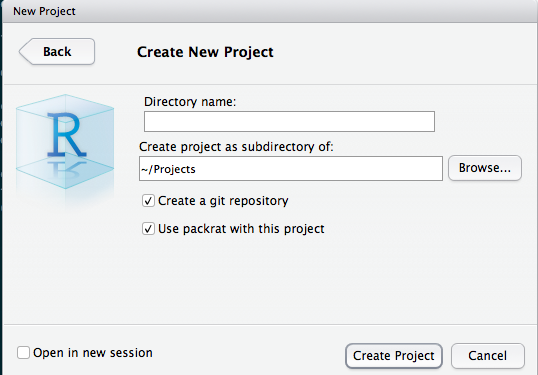 New Project
Back
Create New Project
R
Directory name:
Create project as subdirectory of:
~/Projects
Browse...
Create a git repository
Use packrat with this project
Open in new session
Create Project
Cancel